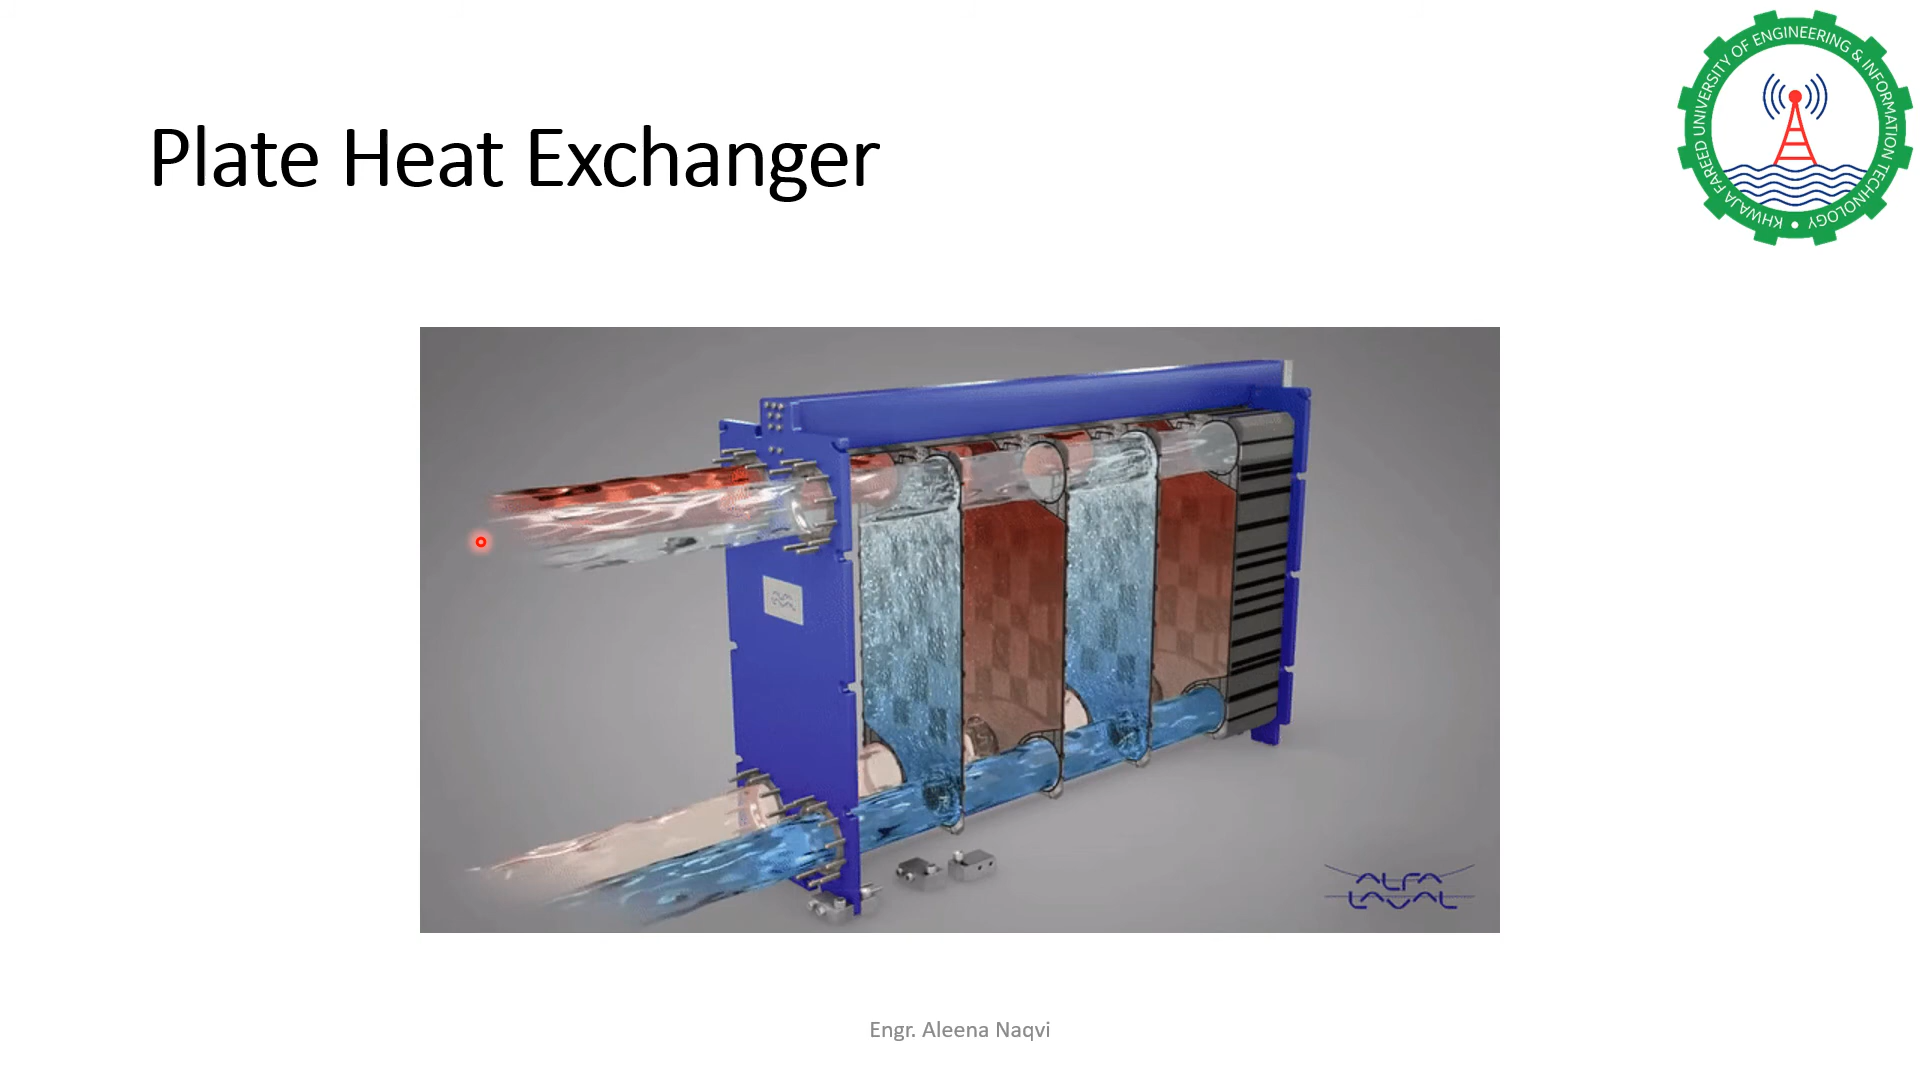 Plate Heat Exchanger
KHWAJA FAREED UNIVERSITY OF ENGINEERING & INFORMATION TECHNOLOGY
ALFA
LAVAL
Engr. Aleena Naqvi